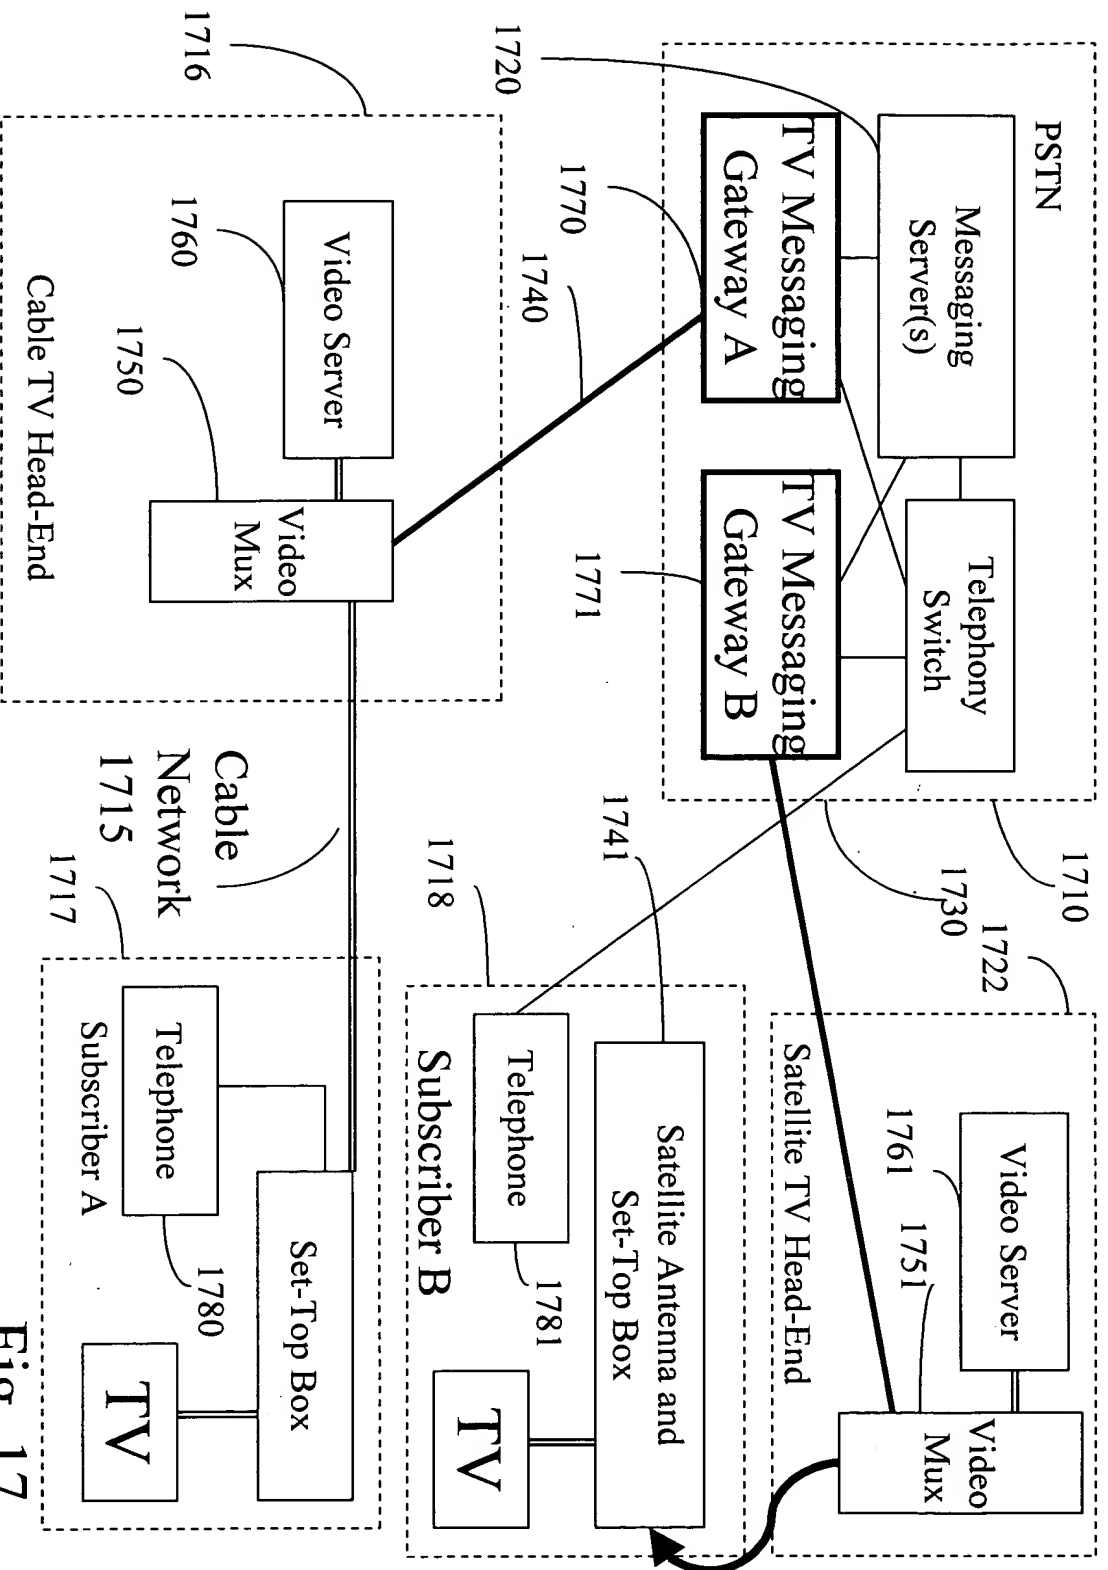 PSTN
Messaging
Server(s)
Telephony
Switch
TV Messaging
Gateway A
TV Messaging
Gateway B
1720
1770
1740
1771
1710
1730
1716
Video Server
1760
1750
Video
Mux
Cable TV Head-End
Cable
Network
1715
1722
Video Server
1761
1751
Video
Mux
Satellite TV Head-End
1741
1718
Satellite Antenna and
Set-Top Box
Telephone
1781
TV
Subscriber B
1717
Set-Top Box
Telephone
1780
TV
Subscriber A
Fig. 17